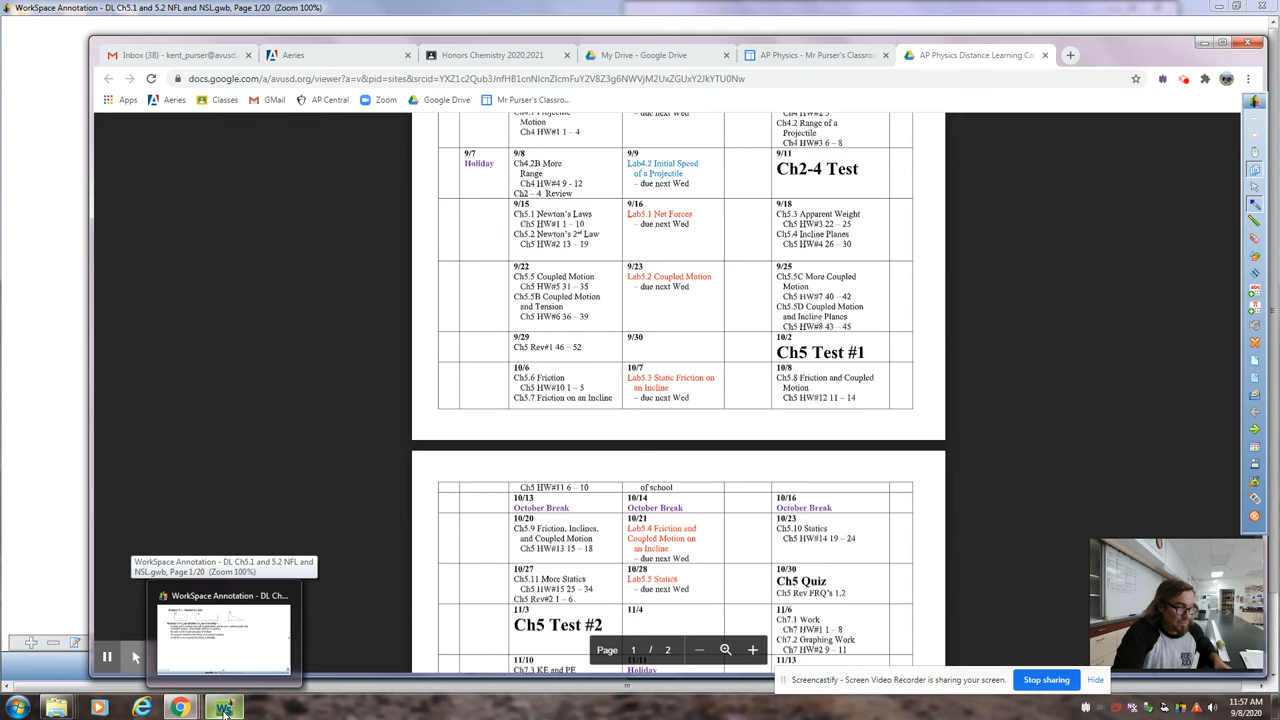 WorkSpace Annotation - DL Ch5.1 and 5.2 NFL and NSL.gwb, Page 1/20 (Zoom 100%)
Inbox (38) - kent_purser@avusd. Aeries Honors Chemistry 2020,2021 My Drive - Google Drive AP Physics - Mr Purser's Classroo AP Physics Distance Learning Cal
docs.google.com/a/avusd.org/viewer?a=v&pid=sites&srcid=
Apps Aeries Classes GMail AP Central Zoom Google Drive Mr Purser's Classro...
Motion
Ch4 HW#1 1 – 4
Ch4.2 Range of a
Projectile
Ch4 HW#3 6 – 8
9/7
Holiday
9/8
Ch4.2B More
Range
Ch4 HW#4 9 - 12
Ch2 – 4 Review
9/9
Lab4.2 Initial Speed
of a Projectile
– due next Wed
9/11
Ch2-4 Test
9/15
Ch5.1 Newton's Laws
Ch5 HW#1 1 – 10
Ch5.2 Newton's 2nd Law
Ch5 HW#2 13 – 19
9/16
Lab5.1 Net Forces
– due next Wed
9/18
Ch5.3 Apparent Weight
Ch5 HW#3 22 – 25
Ch5.4 Incline Planes
Ch5 HW#4 26 – 30
9/22
Ch5.5 Coupled Motion
Ch5 HW#5 31 – 35
Ch5.5B Coupled Motion
and Tension
Ch5 HW#6 36 – 39
9/23
Lab5.2 Coupled Motion
– due next Wed
9/25
Ch5.5C More Coupled
Motion
Ch5 HW#7 40 – 42
Ch5.5D Coupled Motion
and Incline Planes
Ch5 HW#8 43 – 45
9/29
Ch5 Rev#1 46 – 52
9/30
10/2
Ch5 Test #1
10/6
Ch5.6 Friction
Ch5 HW#10 1 – 5
Ch5.7 Friction on an Incline
10/7
Lab5.3 Static Friction on
an Incline
– due next Wed
10/8
Ch5.8 Friction and Coupled
Motion
Ch5 HW#12 11 – 14
Ch5 HW#11 6 – 10
of school
10/13
October Break
10/14
October Break
10/16
October Break
10/20
Ch5.9 Friction, Inclines,
and Coupled Motion
Ch5 HW#13 15 – 18
10/21
Lab5.4 Friction and
Coupled Motion on
an Incline
– due next Wed
10/23
Ch5.10 Statics
Ch5 HW#14 19 – 24
10/27
Ch5.11 More Statics
Ch5 HW#15 25 – 34
Ch5 Rev#2 1 – 6
10/28
Lab5.5 Statics
– due next Wed
10/30
Ch5 Quiz
Ch5 Rev FRQ's 1,2
11/3
Ch5 Test #2
11/4
11/6
Ch7.1 Work
Ch7 HW#1 1 – 8
Ch7.2 Graphing Work
Ch7 HW#2 9 – 11
11/10
Ch7.3 KE and PE
11/11
Holiday
11/13
Page 1 / 2
WorkSpace Annotation - DL Ch5.1 and 5.2 NFL and
NSL.gwb, Page 1/20 (Zoom 100%)
WorkSpace Annotation - DL Ch...
Screencastify - Screen Video Recorder is sharing your screen. Stop sharing Hide
WS
11:57 AM
9/8/2020